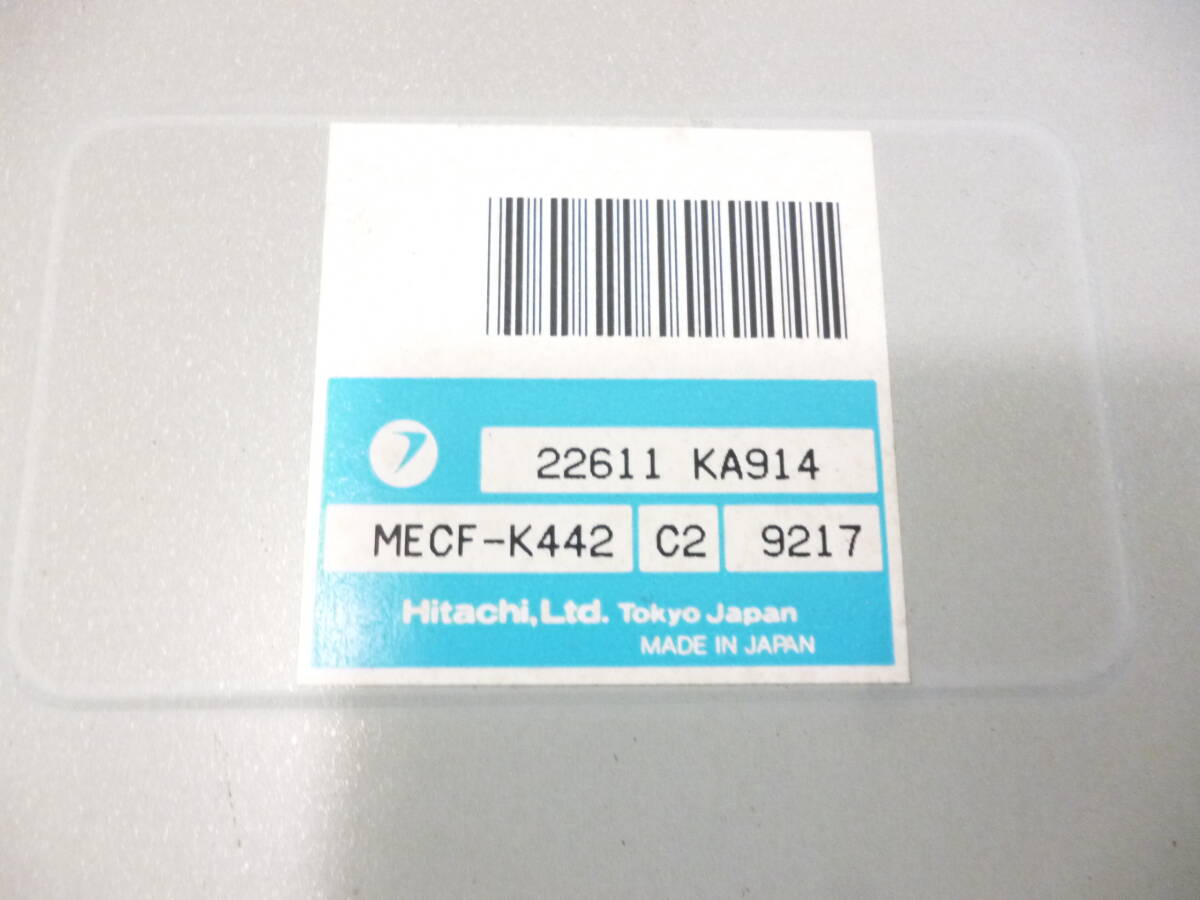 22611 KA914
MECF-K442 C2 9217
Hitachi,Ltd. Tokyo Japan
MADE IN JAPAN